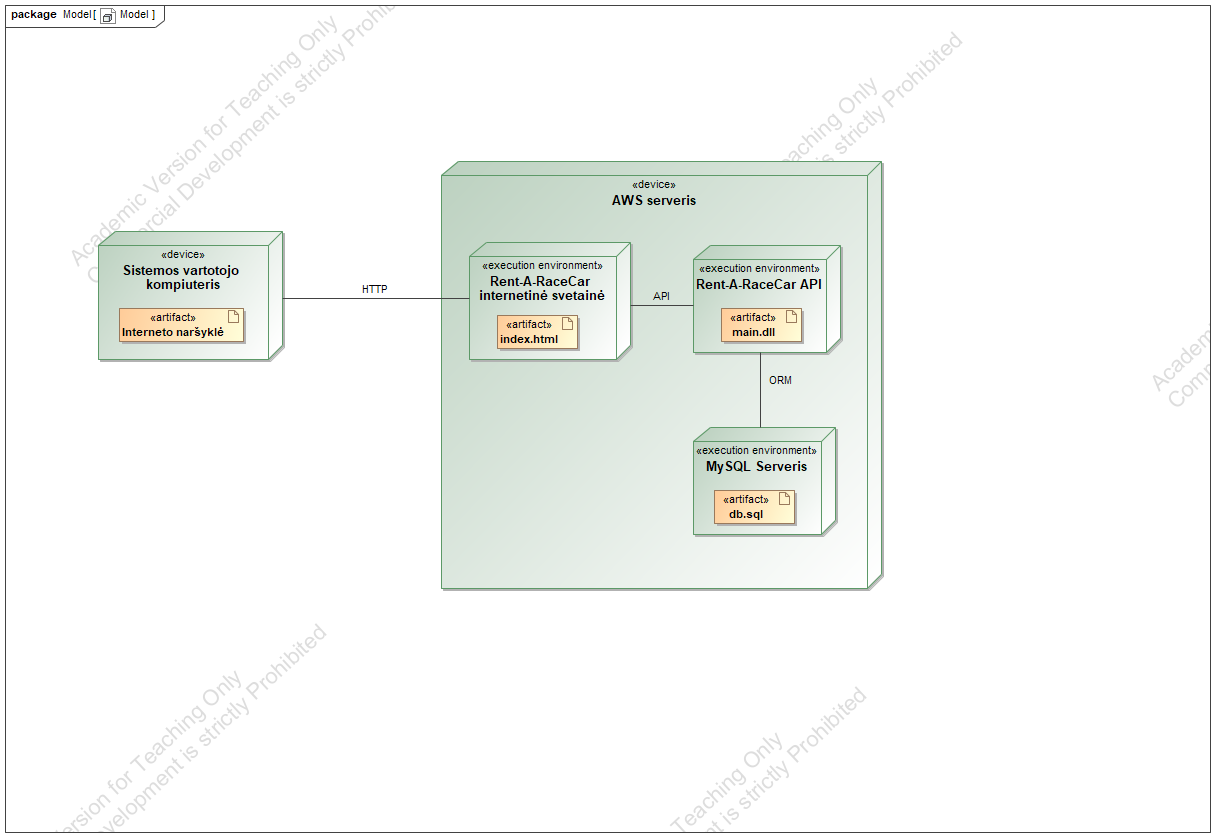 package Model[ Model ]
Academic Version for Teaching Only
Commercial Development is strictly Prohibited
Teaching Only
is strictly Prohibited
«device»
AWS serveris
«device»
Sistemos vartotojo
kompiuteris
«artifact»
Interneto naršyklė
HTTP
«execution environment»
Rent-A-RaceCar
internetinė svetainė
«artifact»
index.html
API
«execution environment»
Rent-A-RaceCar API
«artifact»
main.dll
ORM
«execution environment»
MySQL Serveris
«artifact»
db.sql
Academ
Comm
Version for Teaching Only
velopment is strictly Prohibited
Teaching Only
is strictly Prohibited